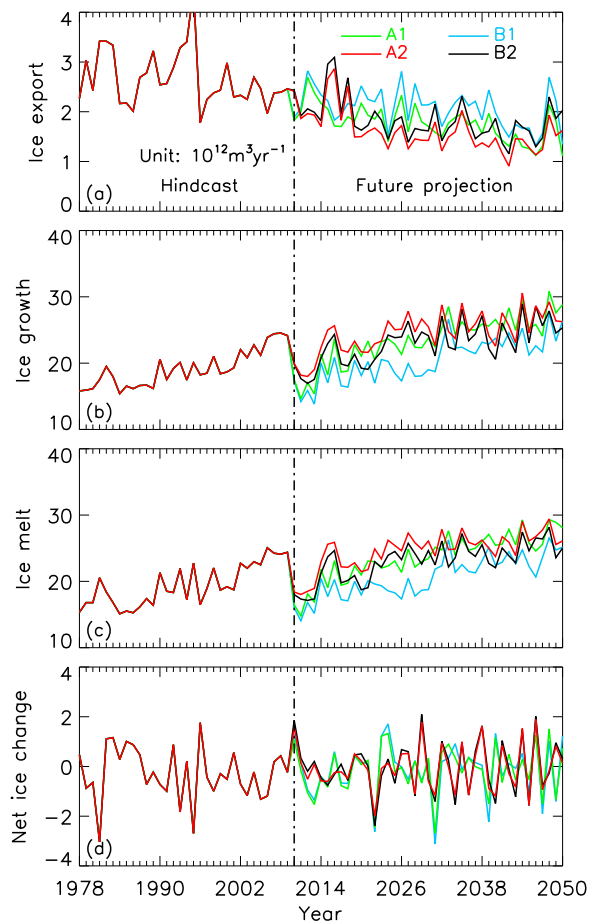 4
A1
B1
A2
B2
3
2
1
0
Ice export
Unit: 10¹²m³yr⁻¹
Hindcast
Future projection
(a)
40
30
20
10
Ice growth
(b)
40
30
20
10
Ice melt
(c)
4
2
0
−2
−4
Net ice change
(d)
1978 1990 2002 2014 2026 2038 2050
Year